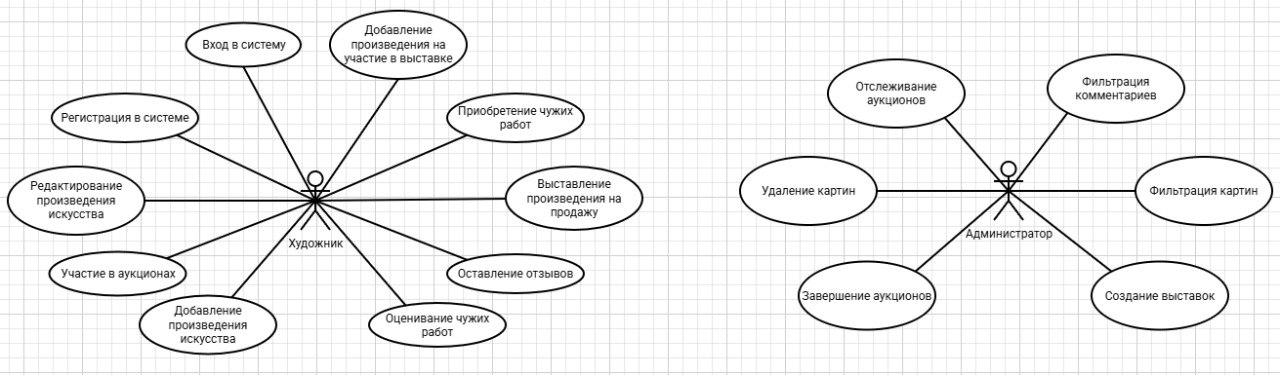 Вход в систему
Добавление
произведения на
участие в выставке
Регистрация в системе
Приобретение чужих
работ
Редактирование
произведения
искусства
Выставление
произведения на
продажу
Художник
Участие в аукционах
Оставление отзывов
Добавление
произведения
искусства
Оценивание чужих
работ
Отслеживание
аукционов
Фильтрация
комментариев
Удаление картин
Фильтрация картин
Администратор
Завершение аукционов
Создание выставок